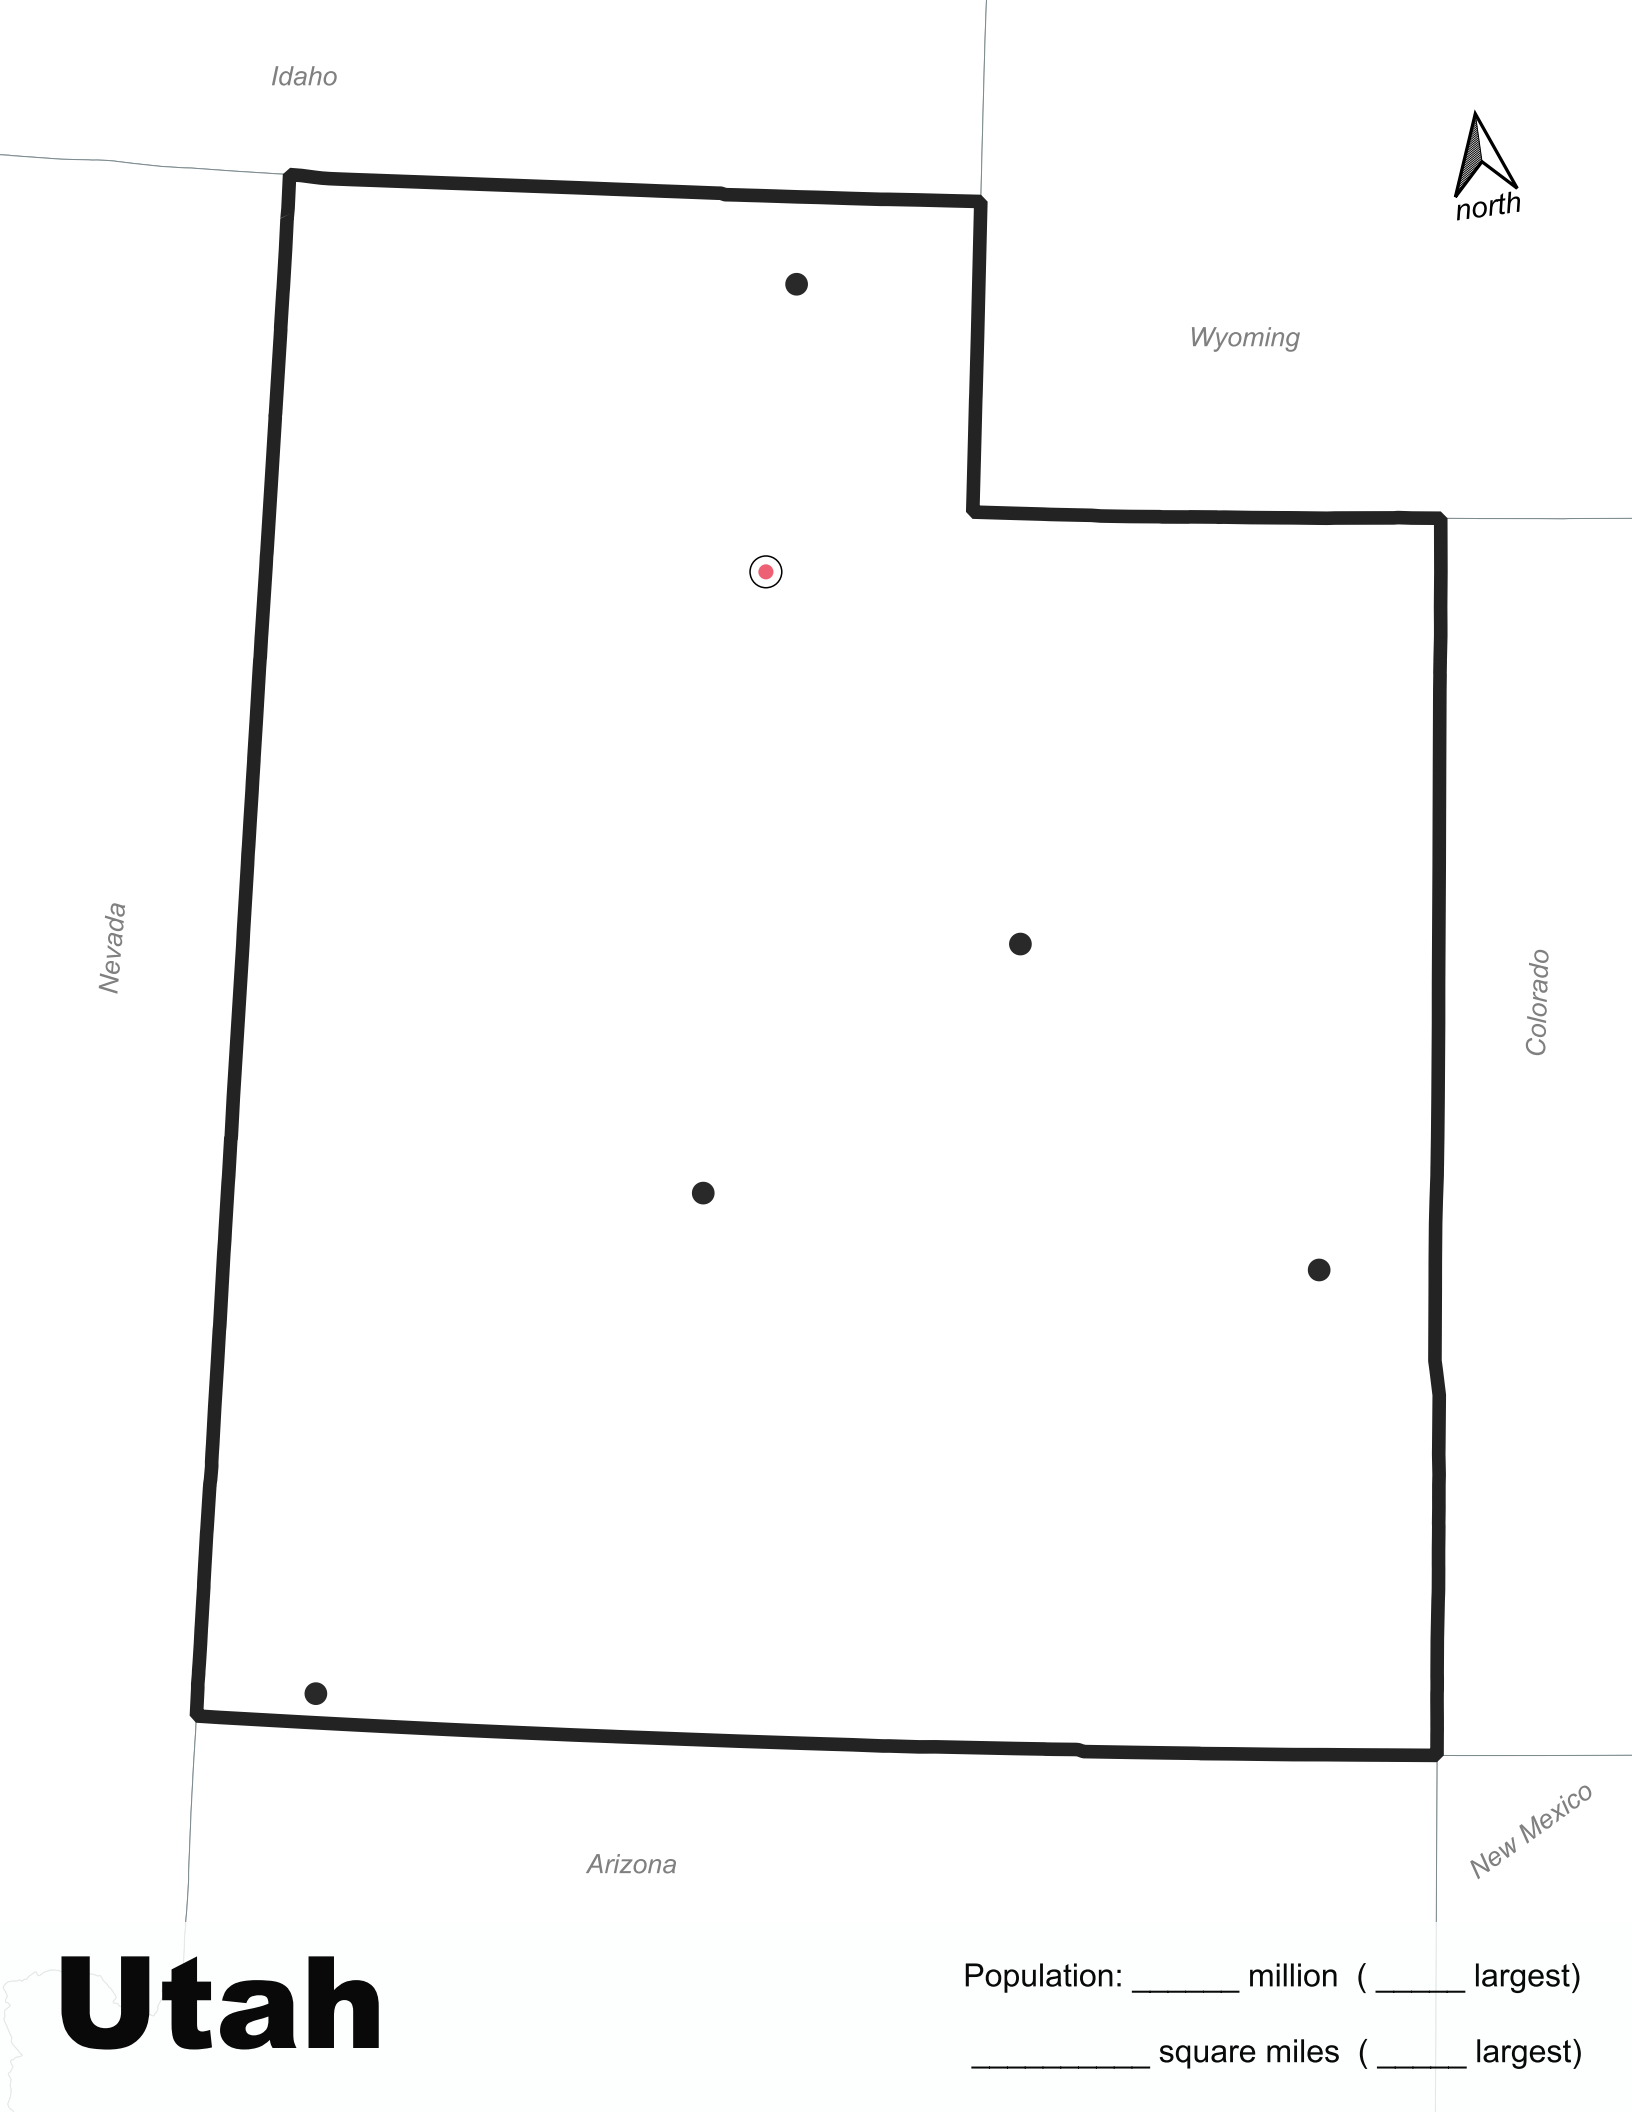 Idaho
north
Wyoming
Nevada
Colorado
New Mexico
Arizona
Utah
Population: ______ million ( _____ largest)
__________ square miles ( _____ largest)